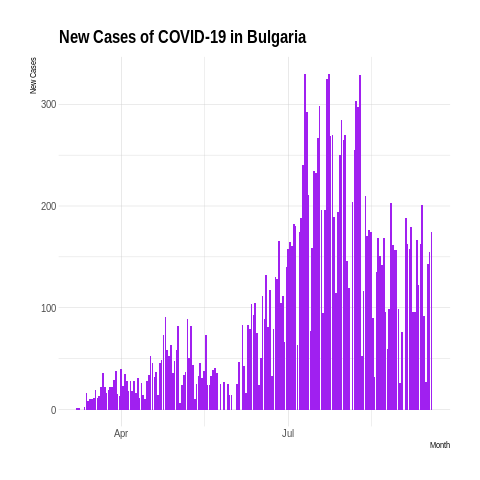 New Cases of COVID-19 in Bulgaria
New Cases
300
200
100
0
Apr
Jul
Month